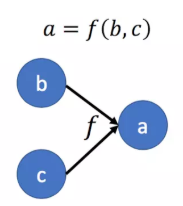 a = f(b, c)
b
f
a
c